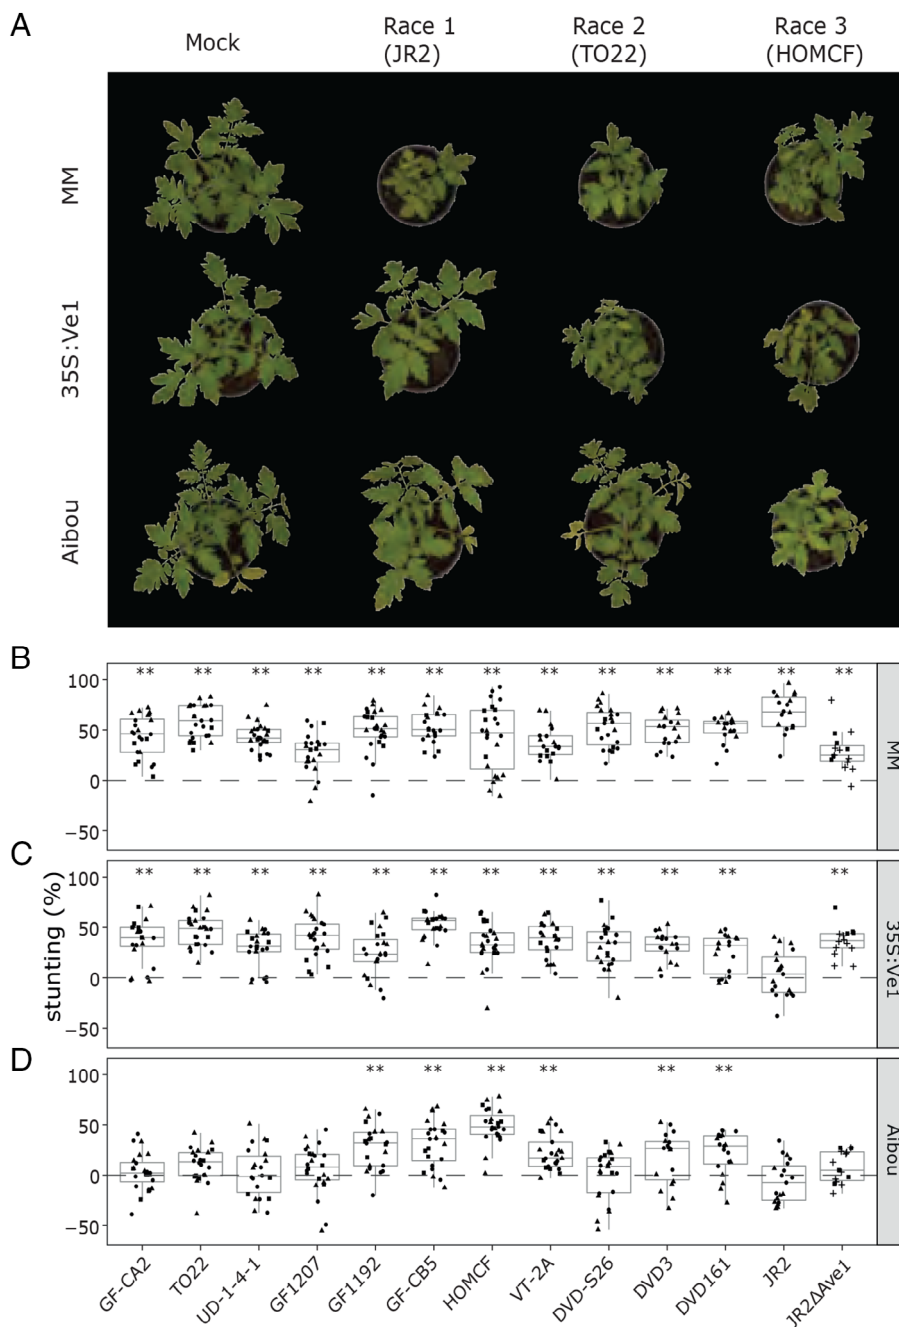 A
Mock
Race 1
(JR2)
Race 2
(TO22)
Race 3
(HOMCF)
MM
35S:Ve1
Aibou
B
100
50
0
−50
** ** ** ** ** ** ** ** ** ** ** ** **
MM
C
100
50
0
−50
** ** ** ** ** ** ** ** ** ** ** **
35S:Ve1
stunting (%)
D
100
50
0
−50
** ** ** ** ** **
Aibou
GF-CA2
TO22
UD-1-4-1
GF1207
GF1192
GF-CB5
HOMCF
VT-2A
DVD-S26
DVD3
DVD161
JR2
JR2ΔAve1